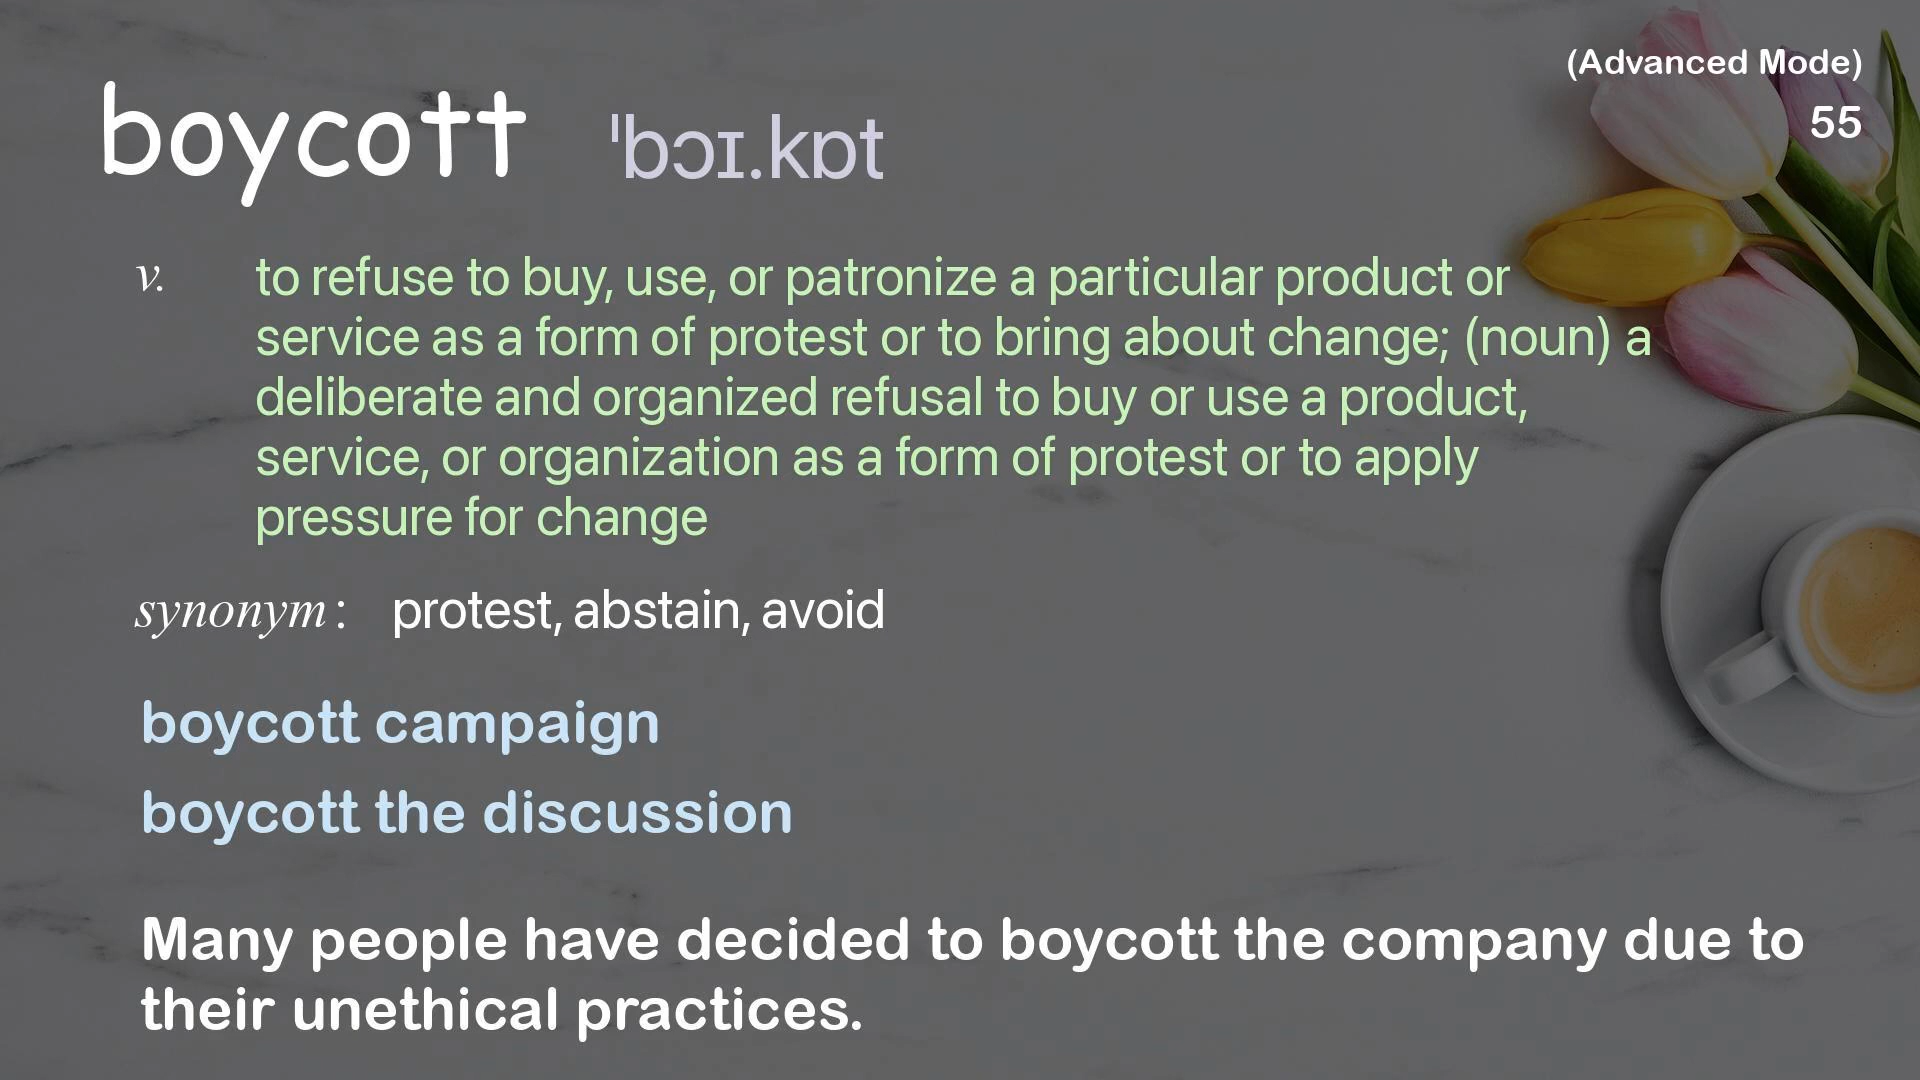 (Advanced Mode)
55
boycott ˈbɔɪ.kɒt
v. to refuse to buy, use, or patronize a particular product or
service as a form of protest or to bring about change; (noun) a
deliberate and organized refusal to buy or use a product,
service, or organization as a form of protest or to apply
pressure for change
synonym: protest, abstain, avoid
boycott campaign
boycott the discussion
Many people have decided to boycott the company due to
their unethical practices.